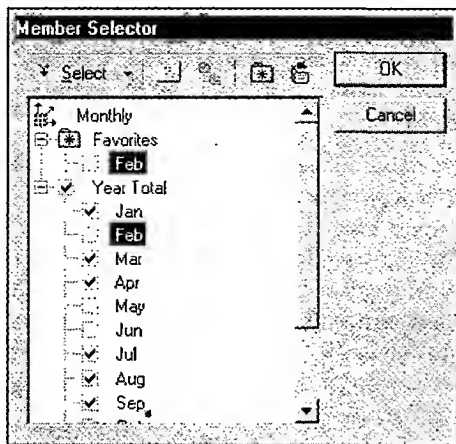 Member Selector
Select
OK
Monthly
Cancel
Favorites
Feb
Year Total
Jan
Feb
Mar
Apr
May
Jun
Jul
Aug
Sep